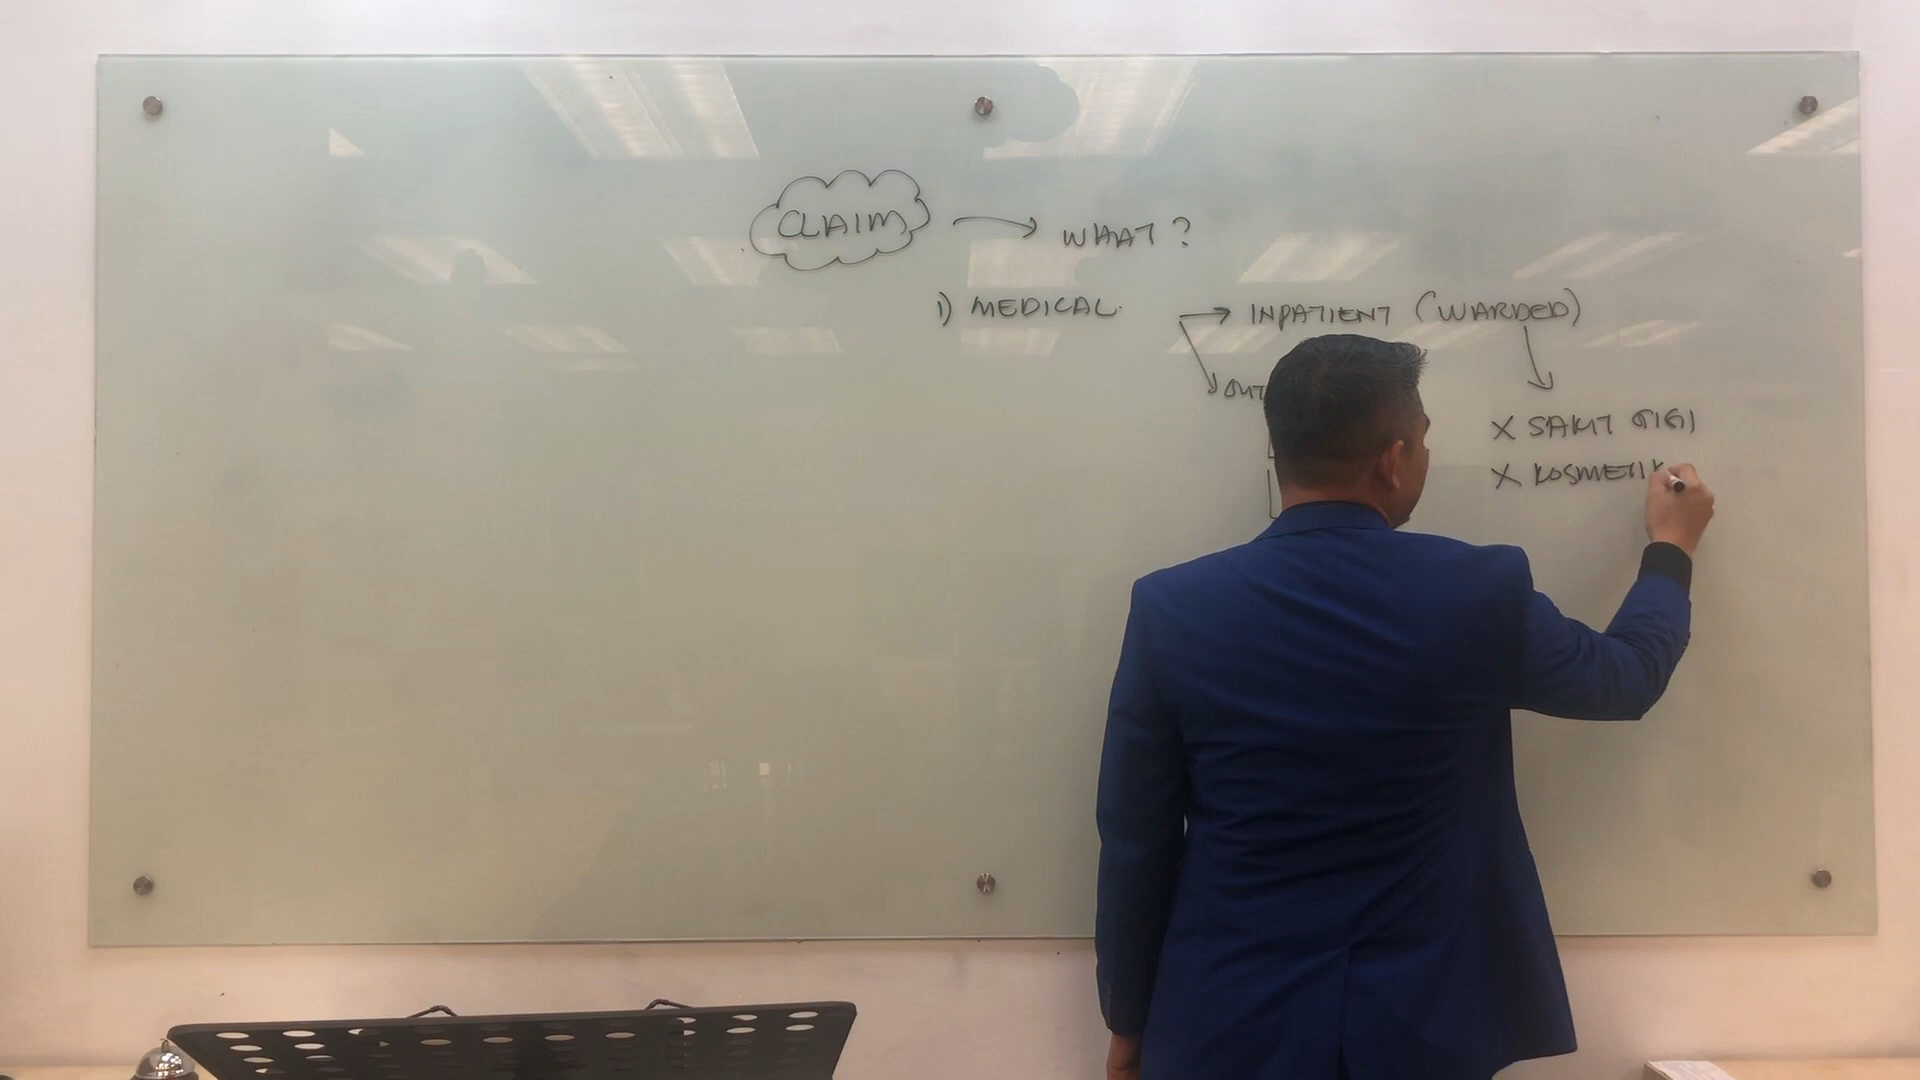 CLAIM → WHAT?
1) MEDICAL → INPATIENT (WARDED)
X SAKIT GIGI
X KOSMETIK